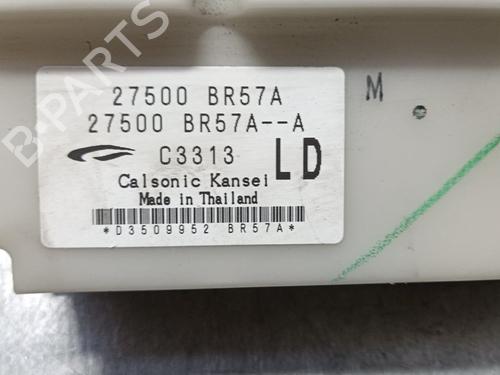 27500 BR57A
27500 BR57A--A
C3313 LD
Calsonic Kansei
Made in Thailand
*D3509952 BR57A*
M
B-PARTS